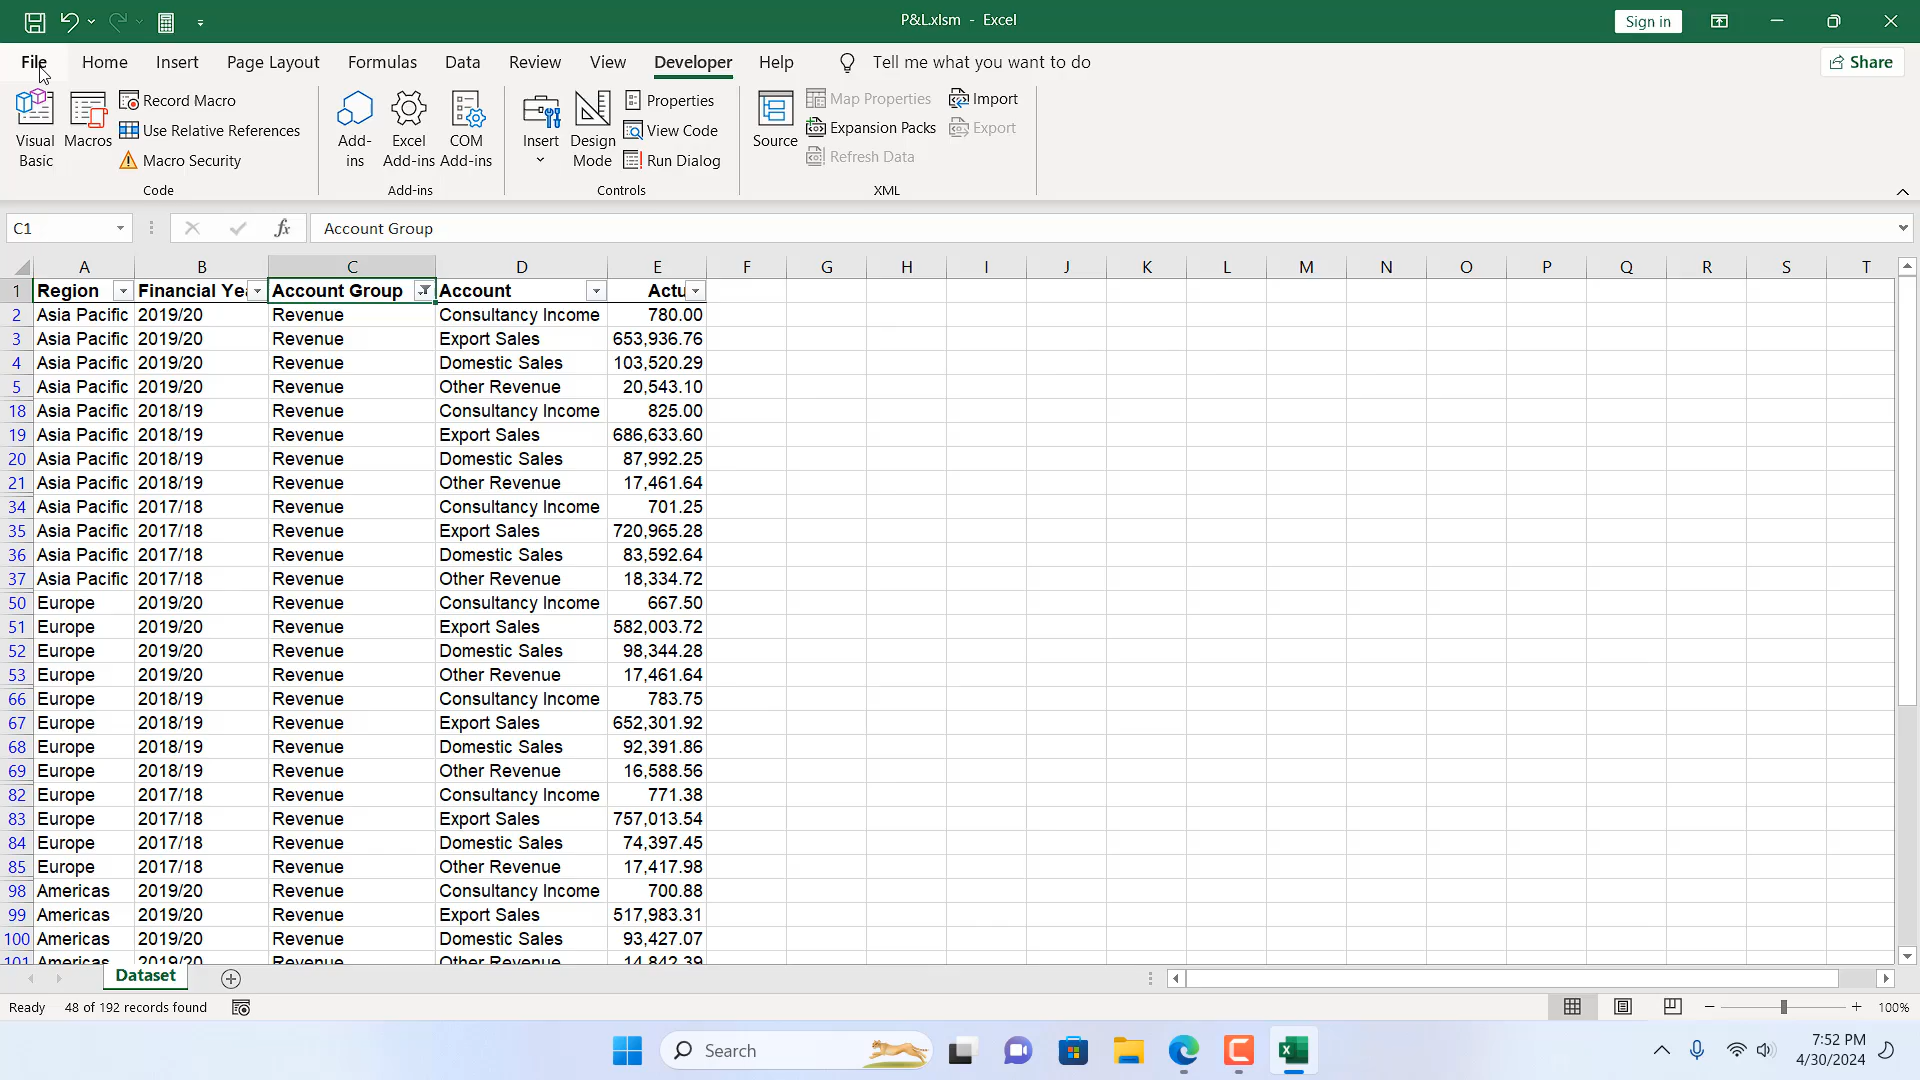 P&L.xlsm - Excel
Sign in
File Home Insert Page Layout Formulas Data Review View Developer Help Tell me what you want to do Share
Visual Basic
Macros
Record Macro
Use Relative References
Macro Security
Code
Add-ins
Excel Add-ins
COM Add-ins
Add-ins
Insert
Design Mode
Properties
View Code
Run Dialog
Controls
Source
Map Properties
Expansion Packs
Refresh Data
Import
Export
XML
C1 fx Account Group
A B C D E F G H I J K L M N O P Q R S T
1 Region Financial Yea Account Group Account Actu
2 Asia Pacific 2019/20 Revenue Consultancy Income 780.00
3 Asia Pacific 2019/20 Revenue Export Sales 653,936.76
4 Asia Pacific 2019/20 Revenue Domestic Sales 103,520.29
5 Asia Pacific 2019/20 Revenue Other Revenue 20,543.10
18 Asia Pacific 2018/19 Revenue Consultancy Income 825.00
19 Asia Pacific 2018/19 Revenue Export Sales 686,633.60
20 Asia Pacific 2018/19 Revenue Domestic Sales 87,992.25
21 Asia Pacific 2018/19 Revenue Other Revenue 17,461.64
34 Asia Pacific 2017/18 Revenue Consultancy Income 701.25
35 Asia Pacific 2017/18 Revenue Export Sales 720,965.28
36 Asia Pacific 2017/18 Revenue Domestic Sales 83,592.64
37 Asia Pacific 2017/18 Revenue Other Revenue 18,334.72
50 Europe 2019/20 Revenue Consultancy Income 667.50
51 Europe 2019/20 Revenue Export Sales 582,003.72
52 Europe 2019/20 Revenue Domestic Sales 98,344.28
53 Europe 2019/20 Revenue Other Revenue 17,461.64
66 Europe 2018/19 Revenue Consultancy Income 783.75
67 Europe 2018/19 Revenue Export Sales 652,301.92
68 Europe 2018/19 Revenue Domestic Sales 92,391.86
69 Europe 2018/19 Revenue Other Revenue 16,588.56
82 Europe 2017/18 Revenue Consultancy Income 771.38
83 Europe 2017/18 Revenue Export Sales 757,013.54
84 Europe 2017/18 Revenue Domestic Sales 74,397.45
85 Europe 2017/18 Revenue Other Revenue 17,417.98
98 Americas 2019/20 Revenue Consultancy Income 700.88
99 Americas 2019/20 Revenue Export Sales 517,983.31
100 Americas 2019/20 Revenue Domestic Sales 93,427.07
101 Americas 2019/20 Revenue Other Revenue 14,842.39
Dataset
Ready 48 of 192 records found 100%
Search
7:52 PM
4/30/2024